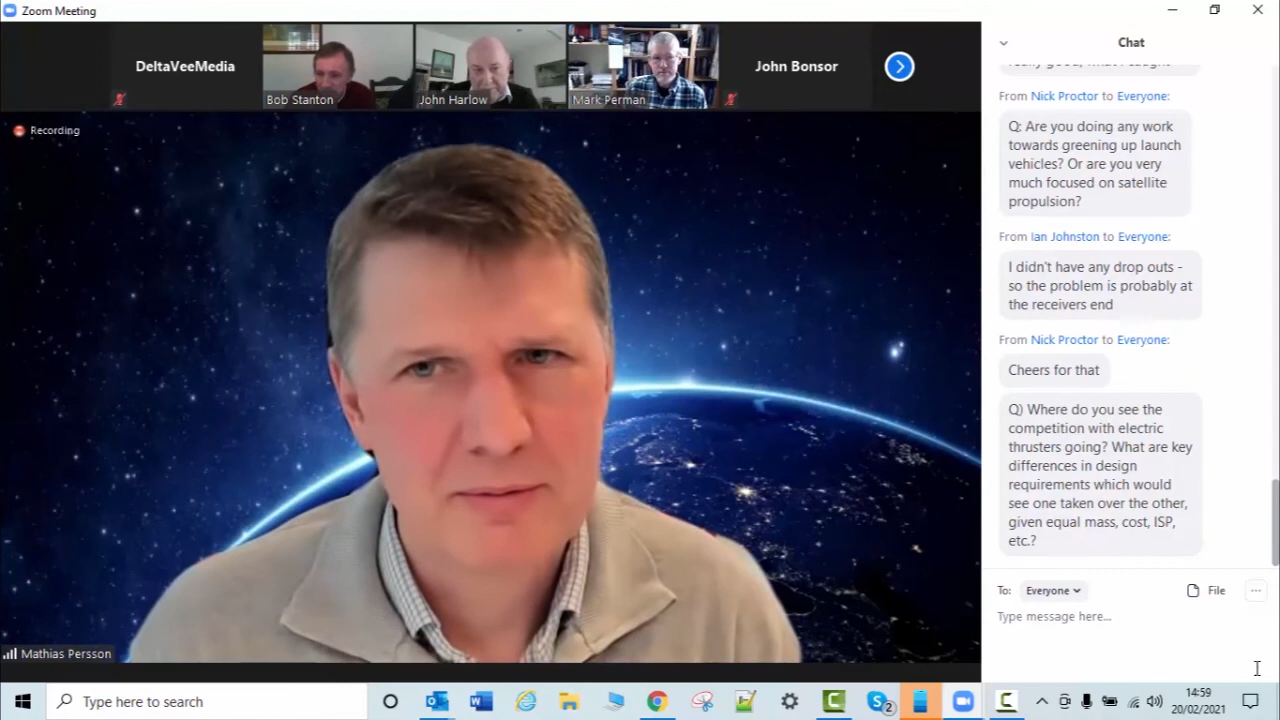 Zoom Meeting
DeltaVeeMedia
Bob Stanton
John Harlow
Mark Perman
John Bonsor
Recording
Mathias Persson
Chat
From Nick Proctor to Everyone:
Q: Are you doing any work
towards greening up launch
vehicles? Or are you very
much focused on satellite
propulsion?
From Ian Johnston to Everyone:
I didn't have any drop outs -
so the problem is probably at
the receivers end
From Nick Proctor to Everyone:
Cheers for that
Q) Where do you see the
competition with electric
thrusters going? What are key
differences in design
requirements which would
see one taken over the other,
given equal mass, cost, ISP,
etc.?
To: Everyone
File
Type message here...
Type here to search
2
14:59
20/02/2021